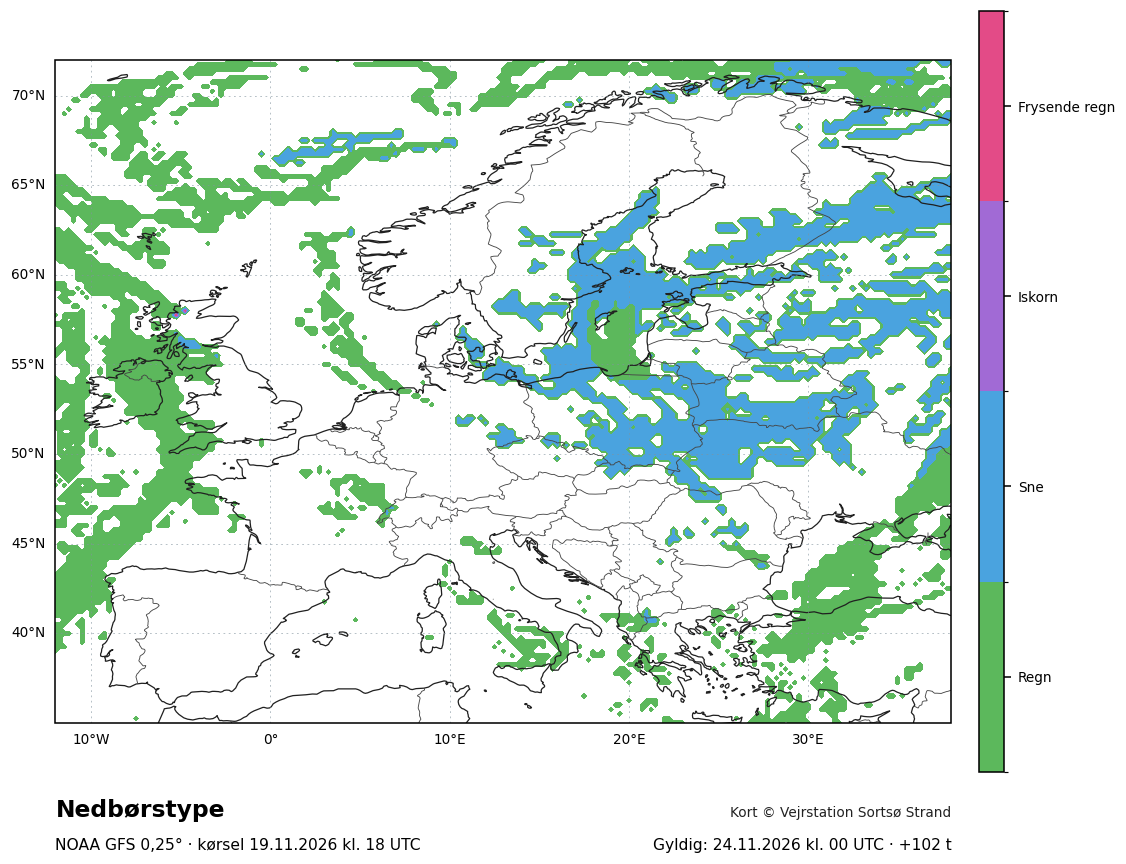 70°N
65°N
60°N
55°N
50°N
45°N
40°N
10°W
0°
10°E
20°E
30°E
Frysende regn
Iskorn
Sne
Regn
Nedbørstype
Kort © Vejrstation Sortsø Strand
NOAA GFS 0,25° · kørsel 19.11.2026 kl. 18 UTC
Gyldig: 24.11.2026 kl. 00 UTC · +102 t